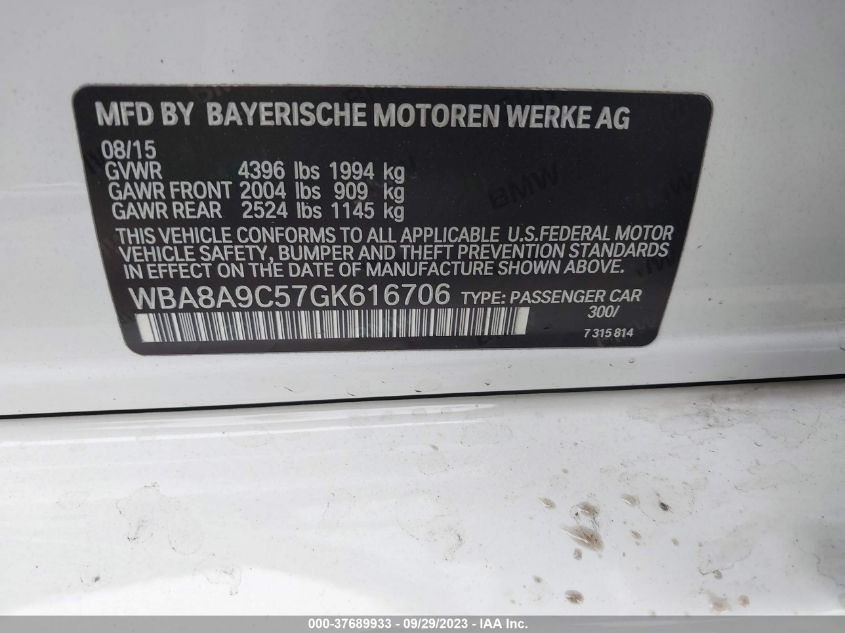 MFD BY BAYERISCHE MOTOREN WERKE AG
08/15
GVWR 4396 lbs 1994 kg
GAWR FRONT 2004 lbs 909 kg
GAWR REAR 2524 lbs 1145 kg
THIS VEHICLE CONFORMS TO ALL APPLICABLE U.S.FEDERAL MOTOR
VEHICLE SAFETY, BUMPER AND THEFT PREVENTION STANDARDS
IN EFFECT ON THE DATE OF MANUFACTURE.
WBA8A9C57GK616706 TYPE: PASSENGER CAR
300/
7 315 814
BMW
000-37689933 - 09/29/2023 - IAA Inc.